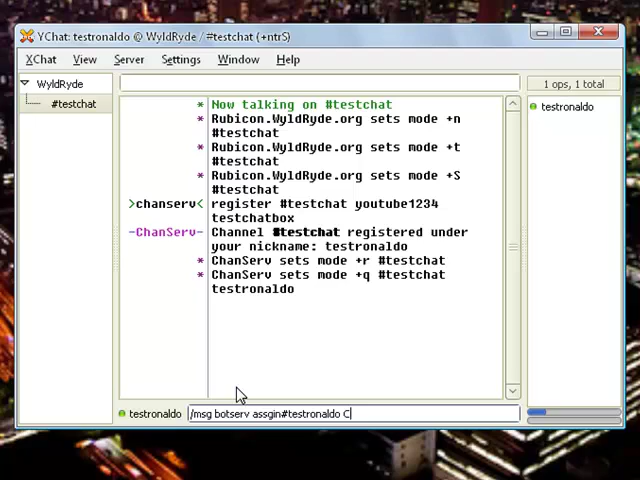 YChat: testronaldo @ WyldRyde / #testchat (+ntrS)
XChat View Server Settings Window Help
WyldRyde
#testchat
1 ops, 1 total
testronaldo
* Now talking on #testchat
* Rubicon.WyldRyde.org sets mode +n
#testchat
* Rubicon.WyldRyde.org sets mode +t
#testchat
* Rubicon.WyldRyde.org sets mode +S
#testchat
>chanserv< register #testchat youtube1234
testchatbox
-ChanServ- Channel #testchat registered under
your nickname: testronaldo
* ChanServ sets mode +r #testchat
* ChanServ sets mode +q #testchat
testronaldo
testronaldo /msg botserv assgin#testronaldo C